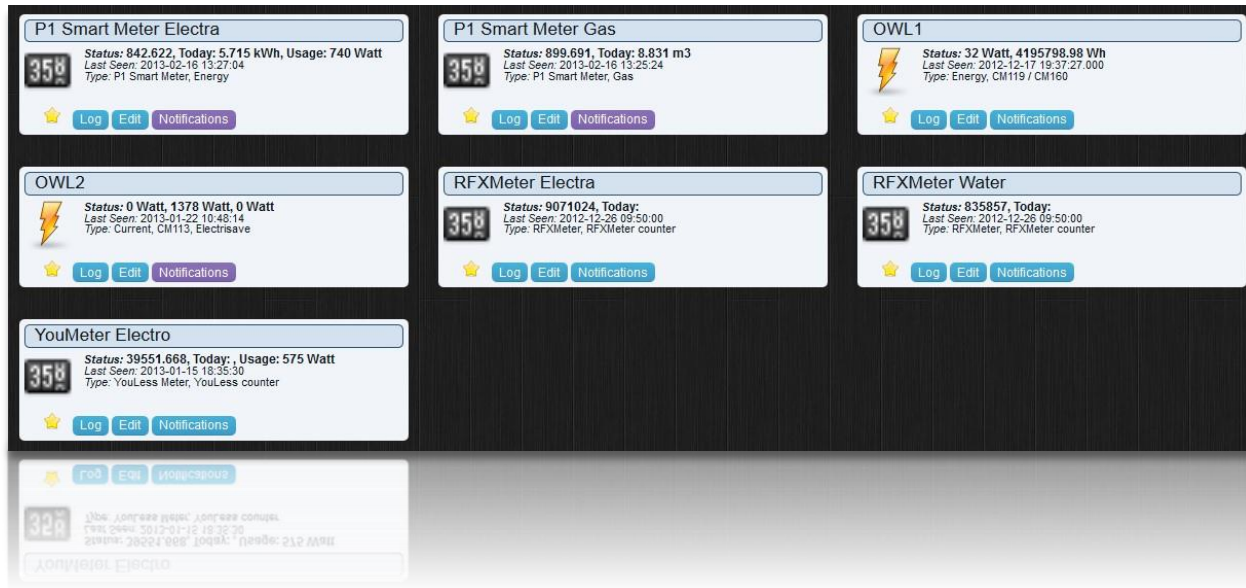 P1 Smart Meter Electra
Status: 842.622, Today: 5.715 kWh, Usage: 740 Watt
Last Seen: 2013-02-16 13:27:04
Type: P1 Smart Meter, Energy
Log Edit Notifications
P1 Smart Meter Gas
Status: 899.691, Today: 8.831 m3
Last Seen: 2013-02-16 13:25:24
Type: P1 Smart Meter, Gas
Log Edit Notifications
OWL1
Status: 32 Watt, 4195798.98 Wh
Last Seen: 2012-12-17 19:37:27.000
Type: Energy, CM119 / CM160
Log Edit Notifications
OWL2
Status: 0 Watt, 1378 Watt, 0 Watt
Last Seen: 2013-01-22 10:48:14
Type: Current, CM113, Electrisave
Log Edit Notifications
RFXMeter Electra
Status: 9071024, Today:
Last Seen: 2012-12-26 09:50:00
Type: RFXMeter, RFXMeter counter
Log Edit Notifications
RFXMeter Water
Status: 835857, Today:
Last Seen: 2012-12-26 09:50:00
Type: RFXMeter, RFXMeter counter
Log Edit Notifications
YouMeter Electro
Status: 39551.668, Today: , Usage: 575 Watt
Last Seen: 2013-01-15 18:35:30
Type: YouLess Meter, YouLess counter
Log Edit Notifications